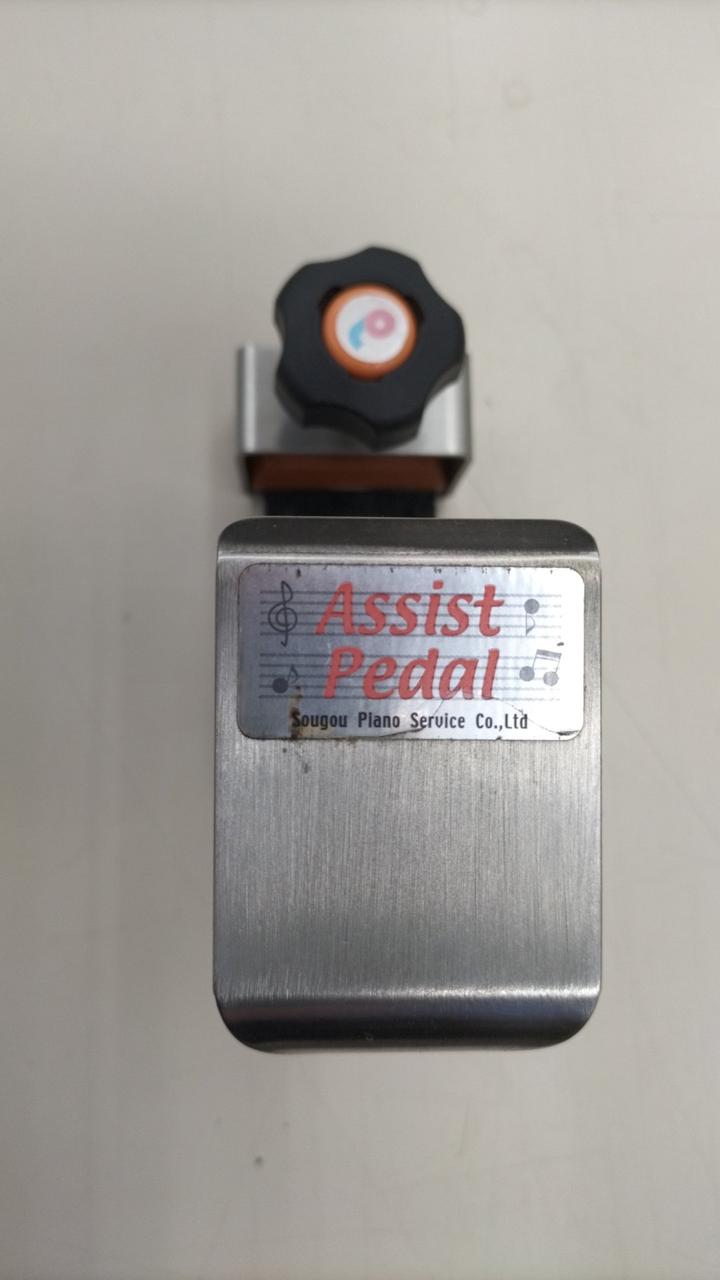 Assist
Pedal
Sougou Piano Service Co.,Ltd